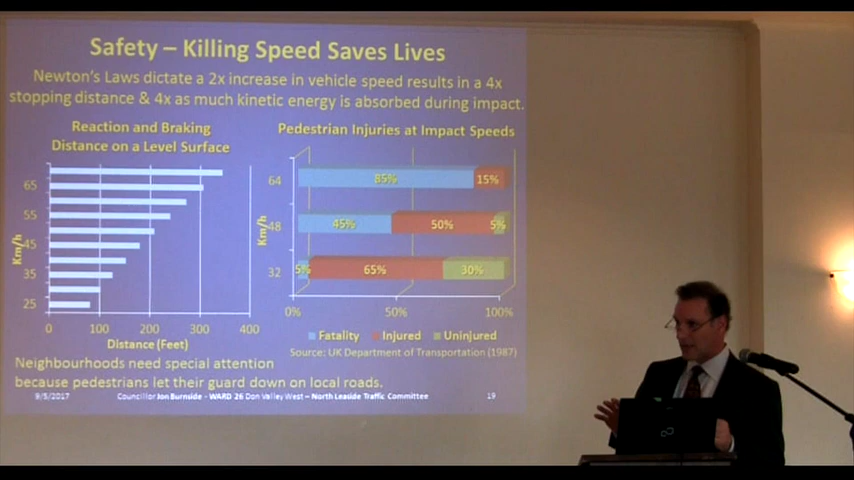 Safety – Killing Speed Saves Lives
Newton's Laws dictate a 2x increase in vehicle speed results in a 4x
stopping distance & 4x as much kinetic energy is absorbed during impact.
Reaction and Braking
Distance on a Level Surface
Km/h
65
55
45
35
25
0
100
200
300
400
Distance (Feet)
Pedestrian Injuries at Impact Speeds
Km/h
64
85%
15%
48
45%
50%
5%
32
5%
65%
30%
0%
50%
100%
Fatality
Injured
Uninjured
Source: UK Department of Transportation (1987)
Neighbourhoods need special attention
because pedestrians let their guard down on local roads.
9/5/2017
Councillor Jon Burnside - WARD 26 Don Valley West – North Leaside Traffic Committee
19